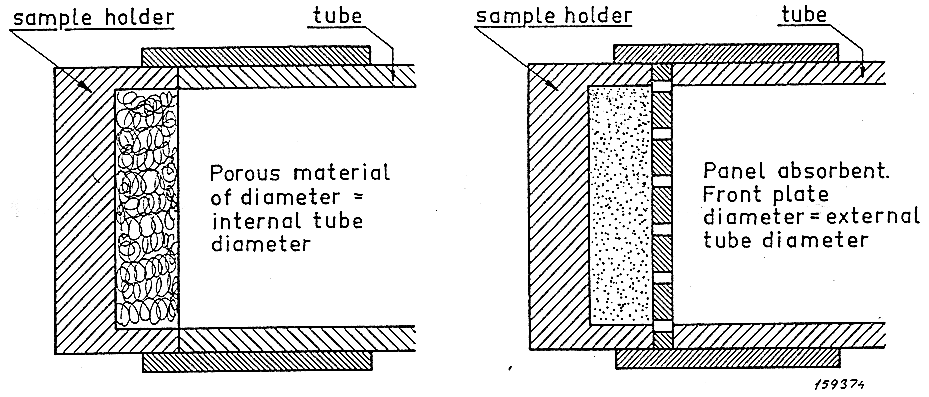 sample holder
tube
Porous material
of diameter =
internal tube
diameter
sample holder
tube
Panel absorbent.
Front plate
diameter = external
tube diameter
159374